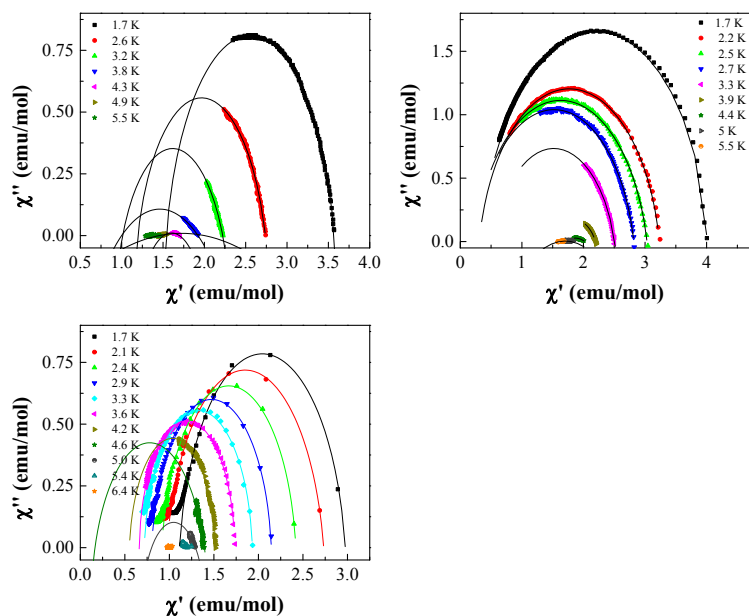 χ'' (emu/mol)
0.75
0.50
0.25
0.00
1.7 K
2.6 K
3.2 K
3.8 K
4.3 K
4.9 K
5.5 K
0.5 1.0 1.5 2.0 2.5 3.0 3.5 4.0
χ' (emu/mol)
χ'' (emu/mol)
1.5
1.0
0.5
0.0
1.7 K
2.2 K
2.5 K
2.7 K
3.3 K
3.9 K
4.4 K
5 K
5.5 K
0 1 2 3 4
χ' (emu/mol)
χ'' (emu/mol)
0.75
0.50
0.25
0.00
1.7 K
2.1 K
2.4 K
2.9 K
3.3 K
3.6 K
4.2 K
4.6 K
5.0 K
5.4 K
6.4 K
0.0 0.5 1.0 1.5 2.0 2.5 3.0
χ' (emu/mol)